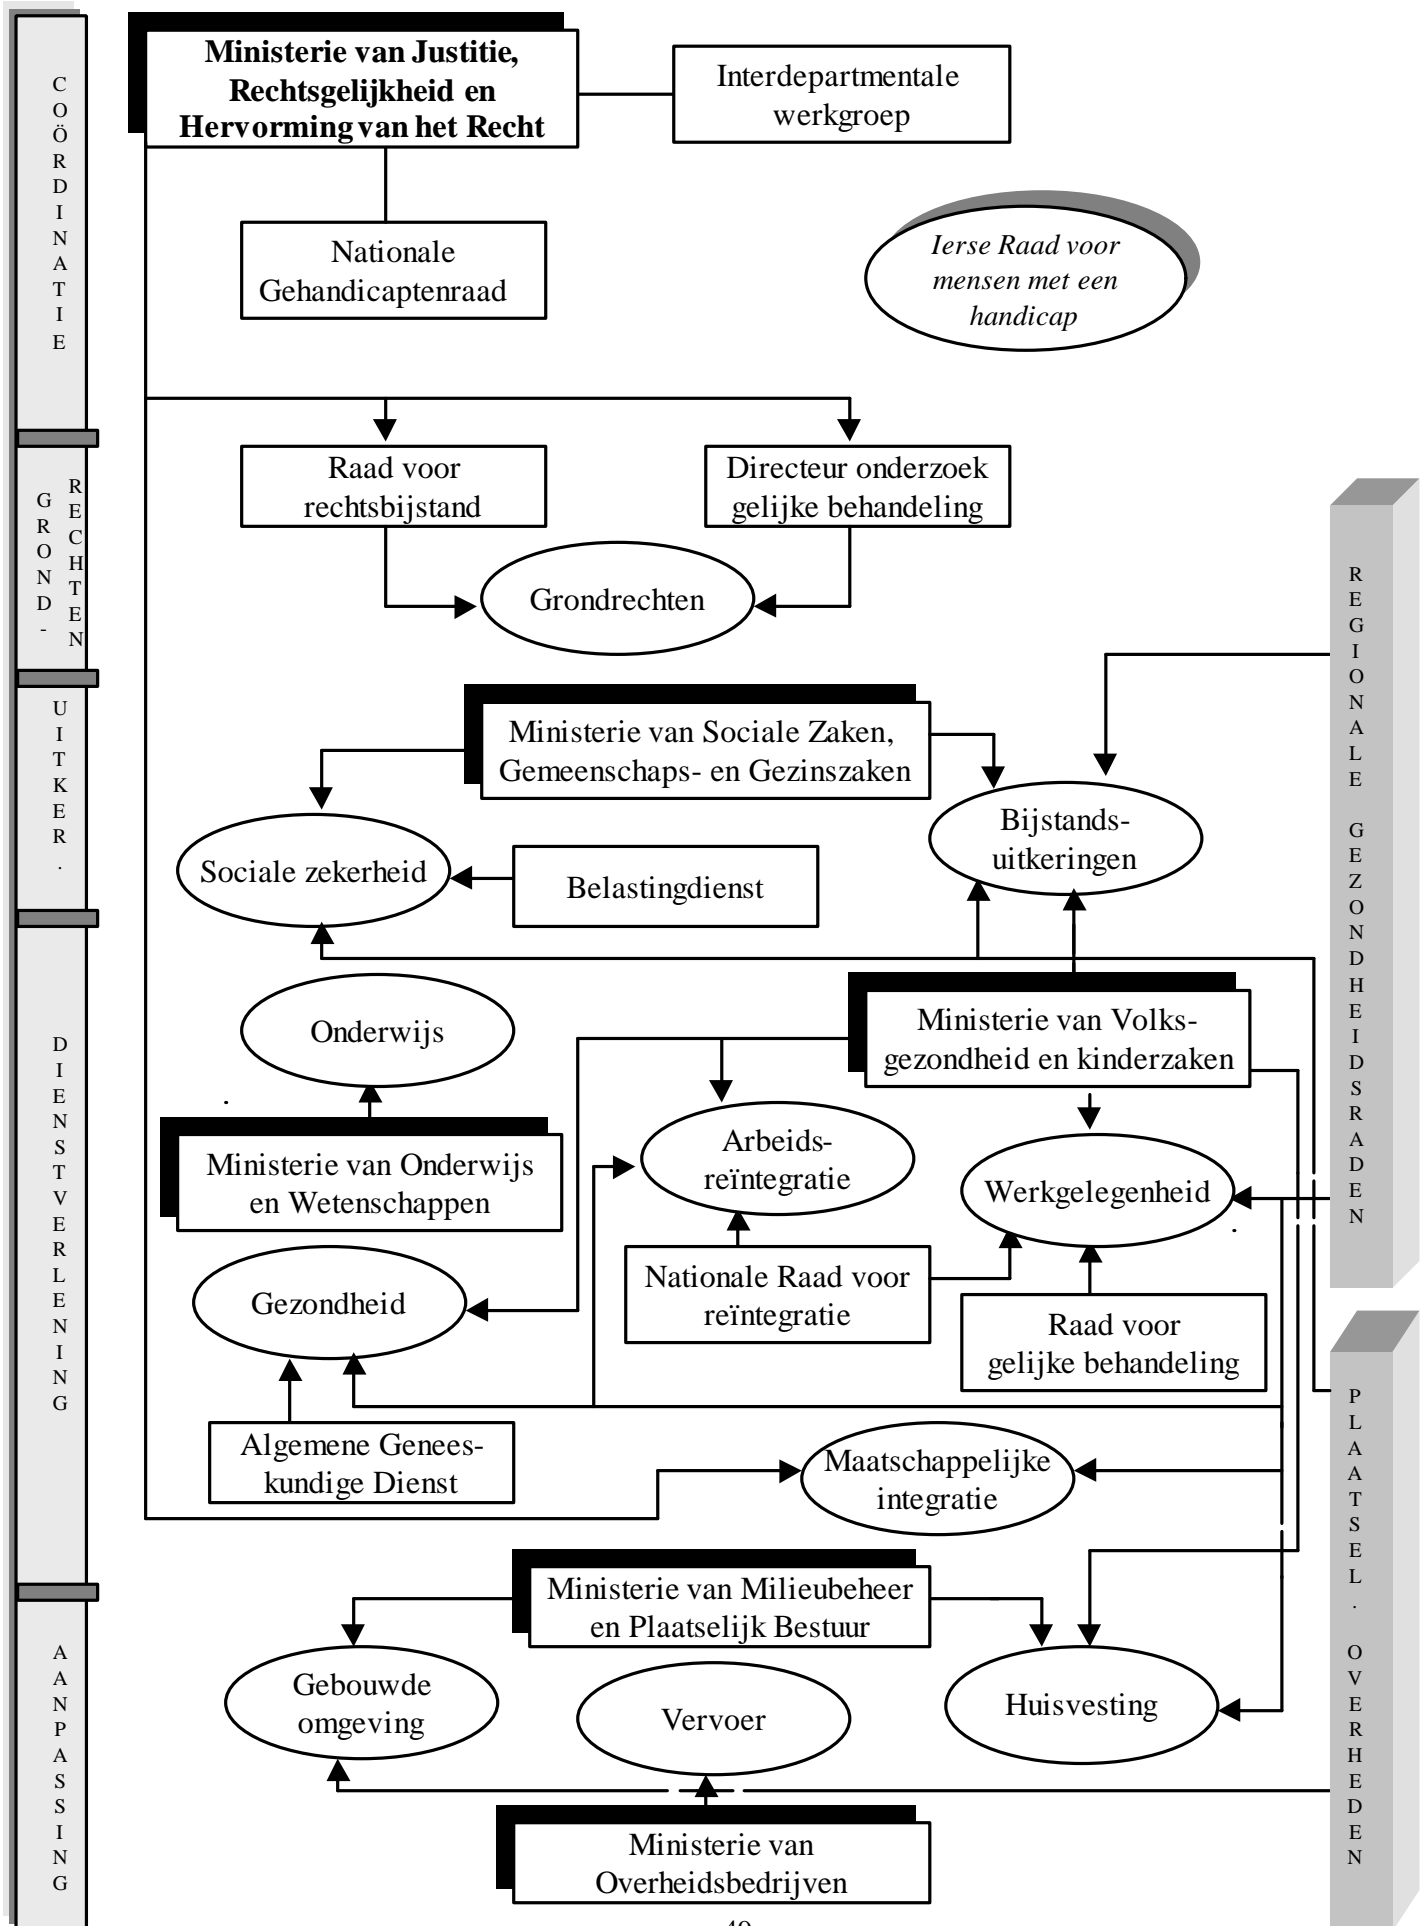 COÖRDINATIE
Ministerie van Justitie,
Rechtsgelijkheid en
Hervorming van het Recht
Interdepartmentale
werkgroep
Nationale
Gehandicaptenraad
Ierse Raad voor
mensen met een
handicap
GROND-
RECHTEN
Raad voor
rechtsbijstand
Directeur onderzoek
gelijke behandeling
Grondrechten
REGIONALE GEZONDHEIDSRADEN
UITKER.
Ministerie van Sociale Zaken,
Gemeenschaps- en Gezinszaken
Bijstands-
uitkeringen
Sociale zekerheid
Belastingdienst
DIENSTVERLENING
Onderwijs
Ministerie van Volks-
gezondheid en kinderzaken
Ministerie van Onderwijs
en Wetenschappen
Arbeids-
reïntegratie
Werkgelegenheid
Gezondheid
Nationale Raad voor
reïntegratie
Raad voor
gelijke behandeling
PLAATSEL. OVERHEDEN
Algemene Genees-
kundige Dienst
Maatschappelijke
integratie
AANPASSING
Ministerie van Milieubeheer
en Plaatselijk Bestuur
Gebouwde
omgeving
Vervoer
Huisvesting
Ministerie van
Overheidsbedrijven